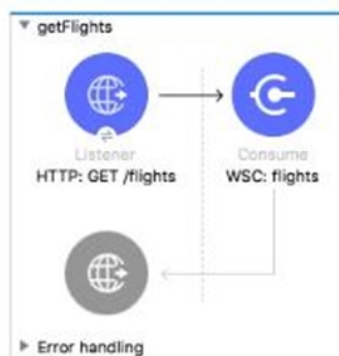 getFlights
Listener
Consume
HTTP: GET /flights
WSC: flights
Error handling